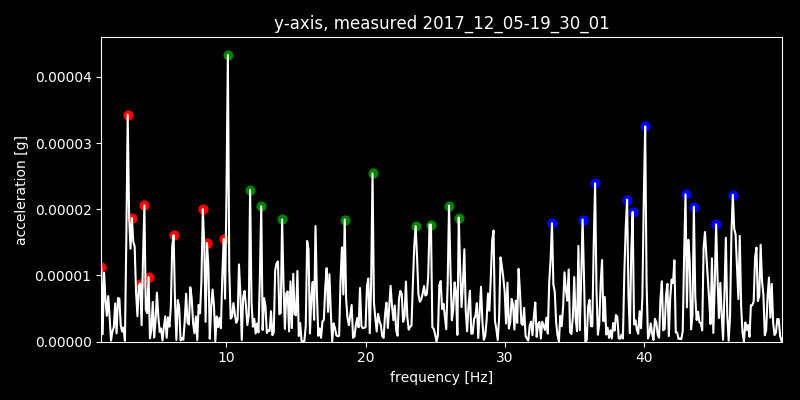 y-axis, measured 2017_12_05-19_30_01
acceleration [g]
0.00004
0.00003
0.00002
0.00001
0.00000
10 20 30 40
frequency [Hz]